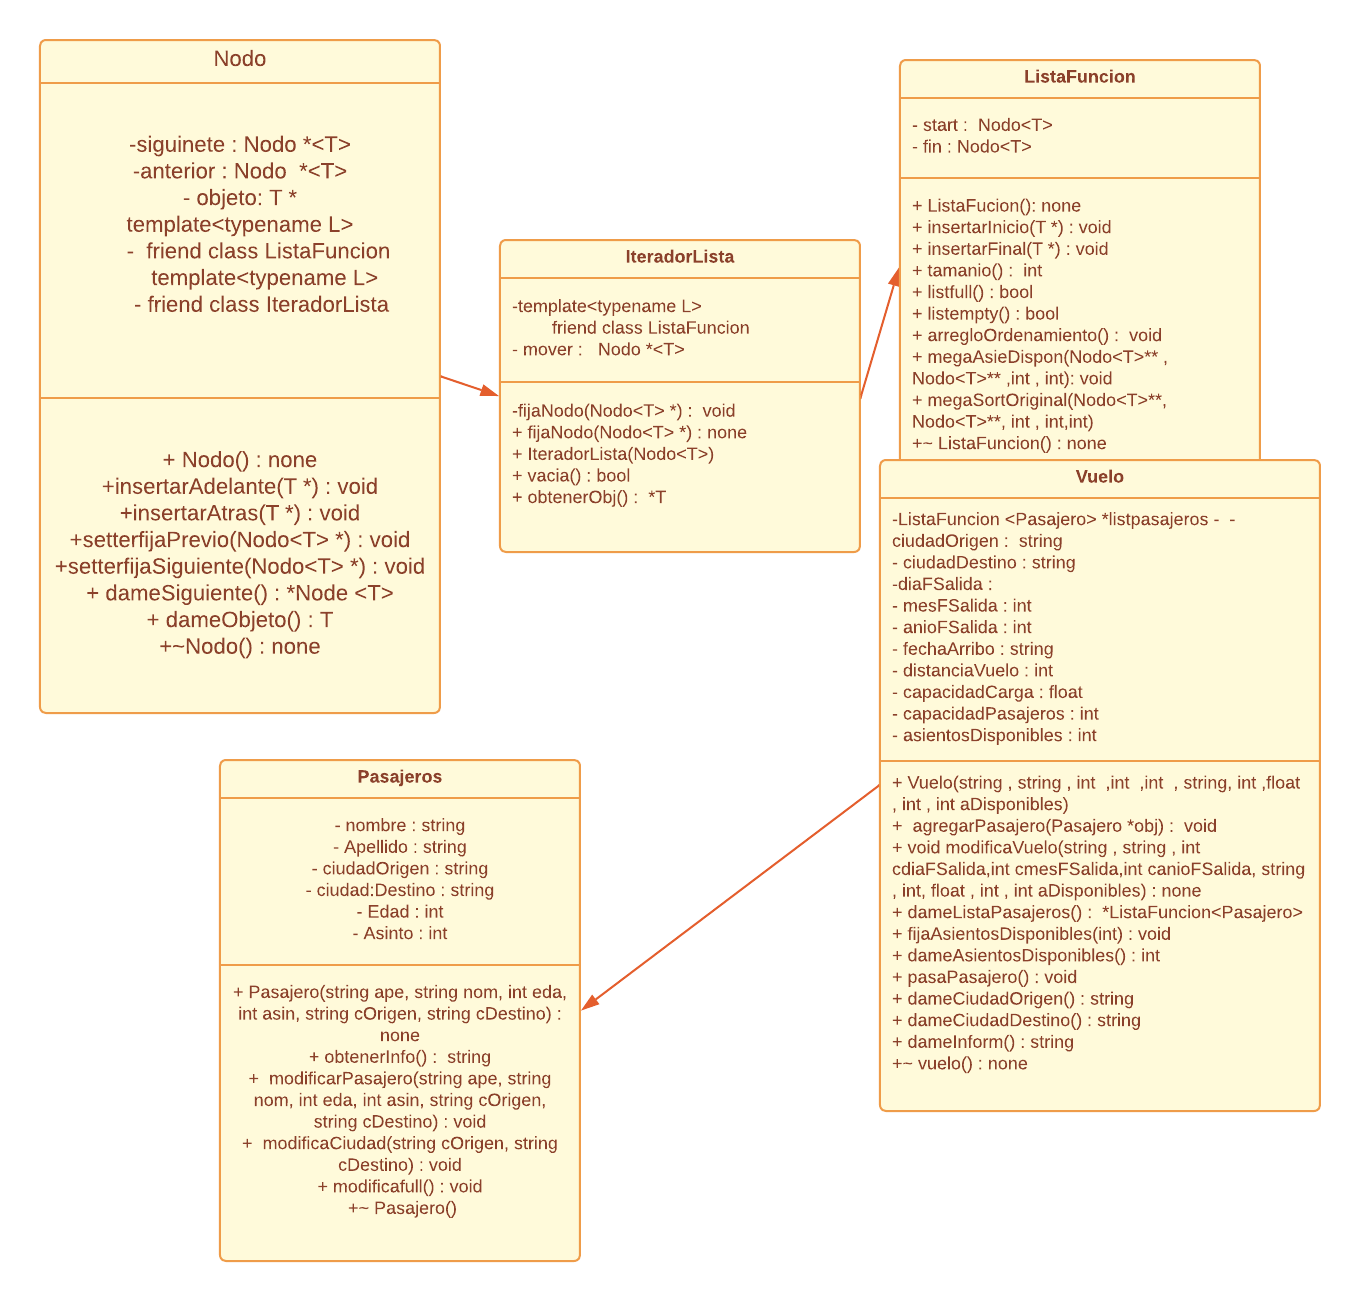 Nodo
-siguinete : Nodo *<T>
-anterior : Nodo *<T>
- objeto: T *
template<typename L>
- friend class ListaFuncion
template<typename L>
- friend class IteradorLista
+ Nodo() : none
+insertarAdelante(T *) : void
+insertarAtras(T *) : void
+setterfijaPrevio(Nodo<T> *) : void
+setterfijaSiguiente(Nodo<T> *) : void
+ dameSiguiente() : *Node <T>
+ dameObjeto() : T
+~Nodo() : none
IteradorLista
-template<typename L>
friend class ListaFuncion
- mover : Nodo *<T>
-fijaNodo(Nodo<T> *) : void
+ fijaNodo(Nodo<T> *) : none
+ IteradorLista(Nodo<T>)
+ vacia() : bool
+ obtenerObj() : *T
ListaFuncion
- start : Nodo<T>
- fin : Nodo<T>
+ ListaFucion(): none
+ insertarInicio(T *) : void
+ insertarFinal(T *) : void
+ tamanio() : int
+ listfull() : bool
+ listempty() : bool
+ arregloOrdenamiento() : void
+ megaAsieDispon(Nodo<T>** ,
Nodo<T>** ,int , int): void
+ megaSortOriginal(Nodo<T>**,
Nodo<T>**, int , int,int)
+~ ListaFuncion() : none
Vuelo
-ListaFuncion <Pasajero> *listpasajeros - -
ciudadOrigen : string
- ciudadDestino : string
-diaFSalida :
- mesFSalida : int
- anioFSalida : int
- fechaArribo : string
- distanciaVuelo : int
- capacidadCarga : float
- capacidadPasajeros : int
- asientosDisponibles : int
+ Vuelo(string , string , int ,int ,int , string, int ,float
, int , int aDisponibles)
+ agregarPasajero(Pasajero *obj) : void
+ void modificaVuelo(string , string , int
cdiaFSalida,int cmesFSalida,int canioFSalida, string
, int, float , int , int aDisponibles) : none
+ dameListaPasajeros() : *ListaFuncion<Pasajero>
+ fijaAsientosDisponibles(int) : void
+ dameAsientosDisponibles() : int
+ pasaPasajero() : void
+ dameCiudadOrigen() : string
+ dameCiudadDestino() : string
+ dameInform() : string
+~ vuelo() : none
Pasajeros
- nombre : string
- Apellido : string
- ciudadOrigen : string
- ciudad:Destino : string
- Edad : int
- Asinto : int
+ Pasajero(string ape, string nom, int eda,
int asin, string cOrigen, string cDestino) :
none
+ obtenerInfo() : string
+ modificarPasajero(string ape, string
nom, int eda, int asin, string cOrigen,
string cDestino) : void
+ modificaCiudad(string cOrigen, string
cDestino) : void
+ modificafull() : void
+~ Pasajero()